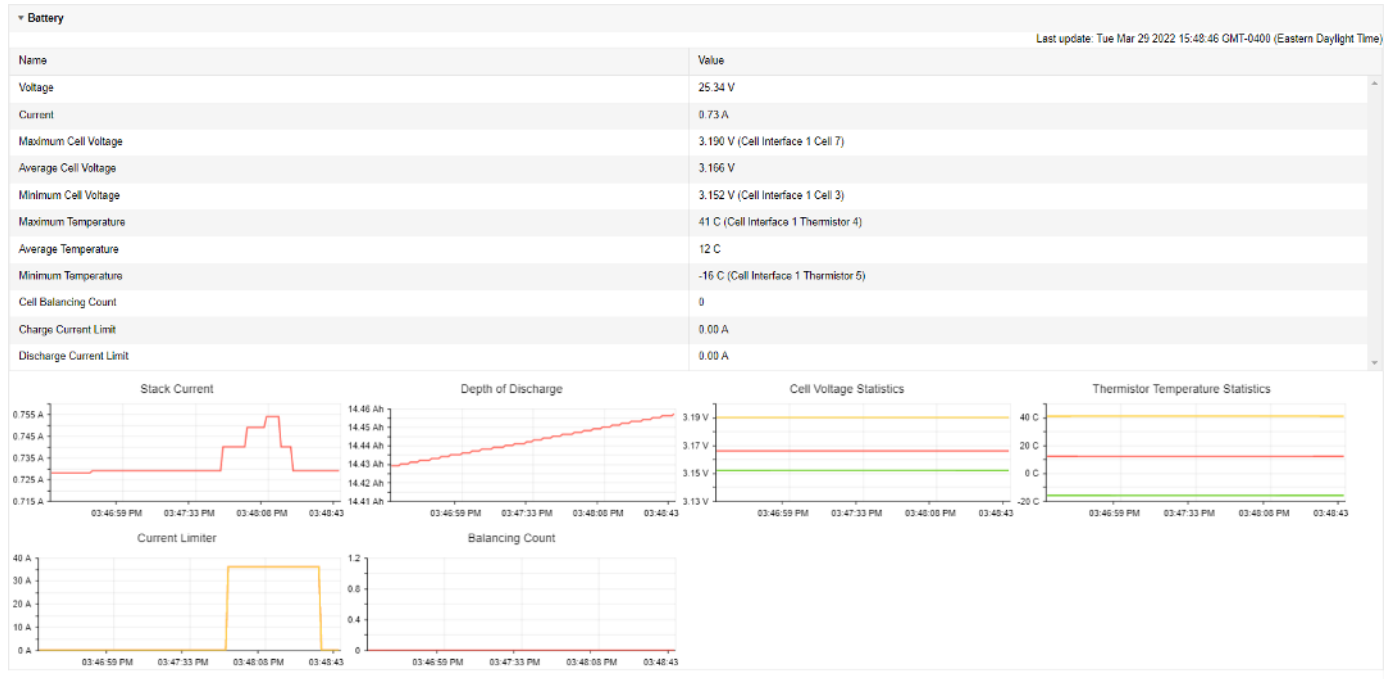 ▾ Battery
Last update: Tue Mar 29 2022 15:48:46 GMT-0400 (Eastern Daylight Time)
Name Value
Voltage 25.34 V
Current 0.73 A
Maximum Cell Voltage 3.190 V (Cell Interface 1 Cell 7)
Average Cell Voltage 3.166 V
Minimum Cell Voltage 3.152 V (Cell Interface 1 Cell 3)
Maximum Temperature 41 C (Cell Interface 1 Thermistor 4)
Average Temperature 12 C
Minimum Temperature -16 C (Cell Interface 1 Thermistor 5)
Cell Balancing Count 0
Charge Current Limit 0.00 A
Discharge Current Limit 0.00 A
Stack Current
0.755 A
0.745 A
0.735 A
0.725 A
0.715 A
03:46:59 PM 03:47:33 PM 03:48:08 PM 03:48:43
Depth of Discharge
14.46 Ah
14.45 Ah
14.44 Ah
14.43 Ah
14.42 Ah
14.41 Ah
03:46:59 PM 03:47:33 PM 03:48:08 PM 03:48:43
Cell Voltage Statistics
3.19 V
3.17 V
3.15 V
3.13 V
03:46:59 PM 03:47:33 PM 03:48:08 PM 03:48:43
Thermistor Temperature Statistics
40 C
20 C
0 C
-20 C
03:46:59 PM 03:47:33 PM 03:48:08 PM 03:48:43
Current Limiter
40 A
30 A
20 A
10 A
0 A
03:46:59 PM 03:47:33 PM 03:48:08 PM 03:48:43
Balancing Count
1.2
0.8
0.4
0
03:46:59 PM 03:47:33 PM 03:48:08 PM 03:48:43